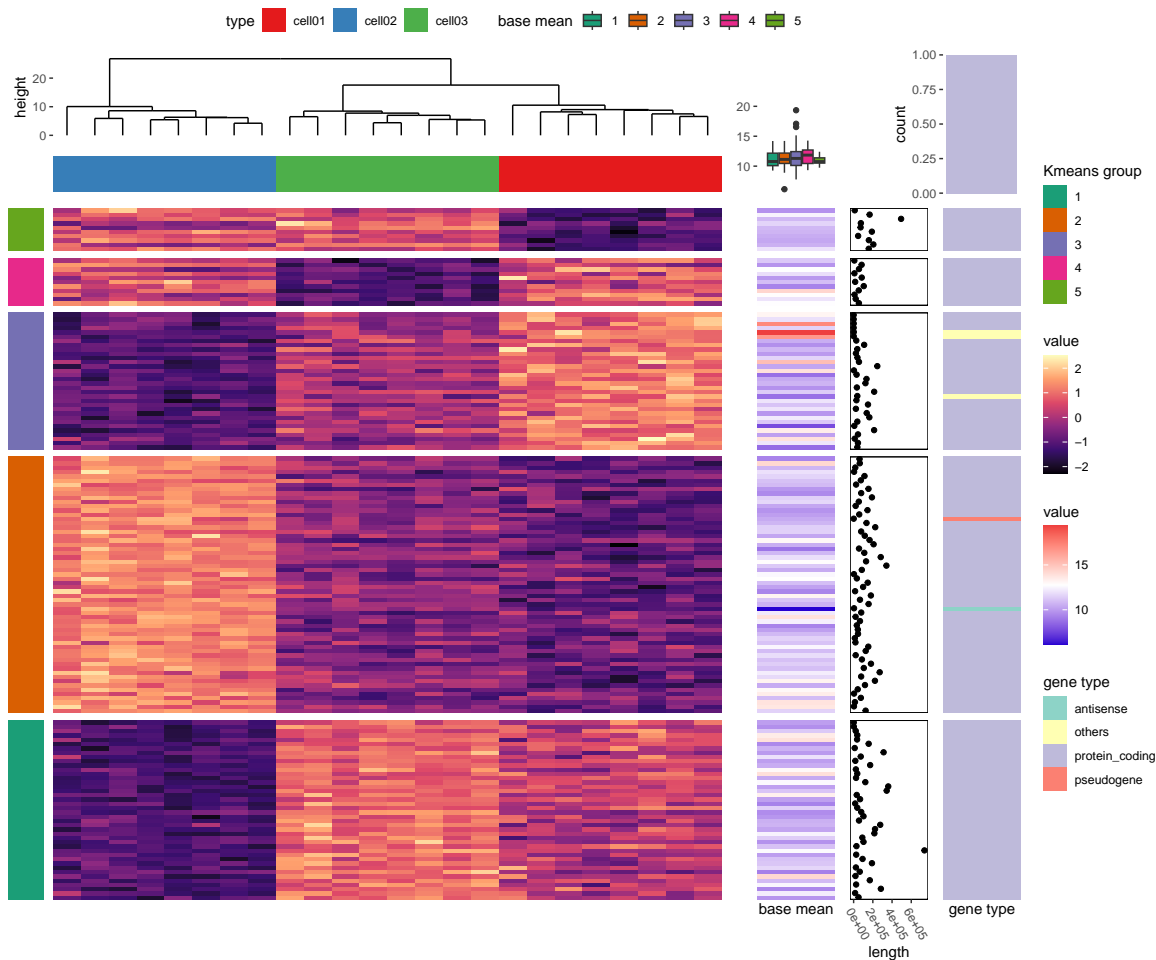 type cell01 cell02 cell03 base mean 1 2 3 4 5
height
20
10
0
20
15
10
count
1.00
0.75
0.50
0.25
0.00
Kmeans group
1
2
3
4
5
value
2
1
0
−1
−2
value
15
10
gene type
antisense
others
protein_coding
pseudogene
base mean
0e+00
2e+05
4e+05
6e+05
length
gene type